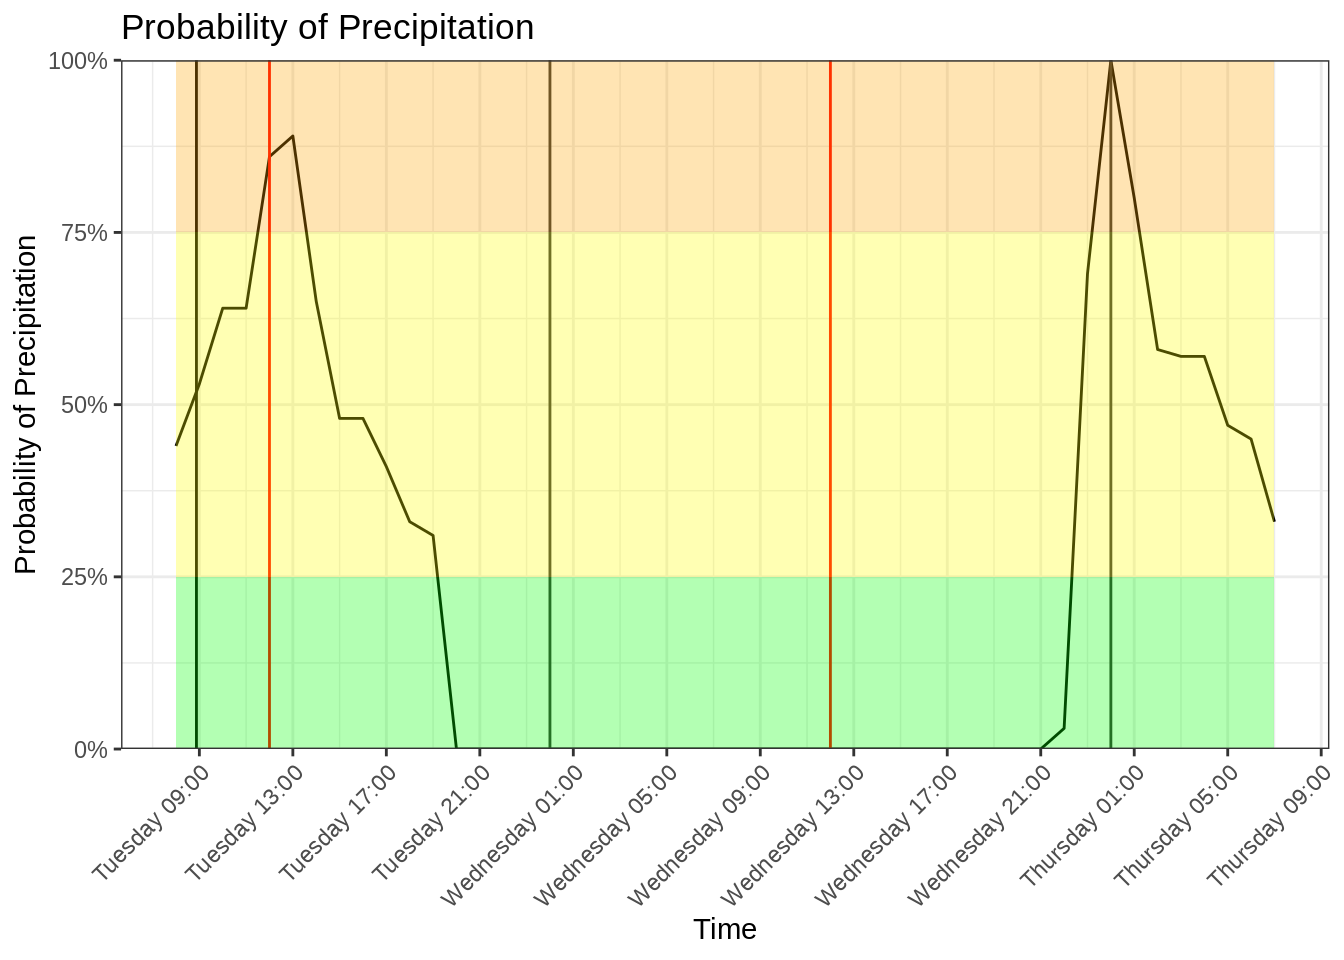 Probability of Precipitation
Probability of Precipitation
100%
75%
50%
25%
0%
Tuesday 09:00
Tuesday 13:00
Tuesday 17:00
Tuesday 21:00
Wednesday 01:00
Wednesday 05:00
Wednesday 09:00
Wednesday 13:00
Wednesday 17:00
Wednesday 21:00
Thursday 01:00
Thursday 05:00
Thursday 09:00
Time